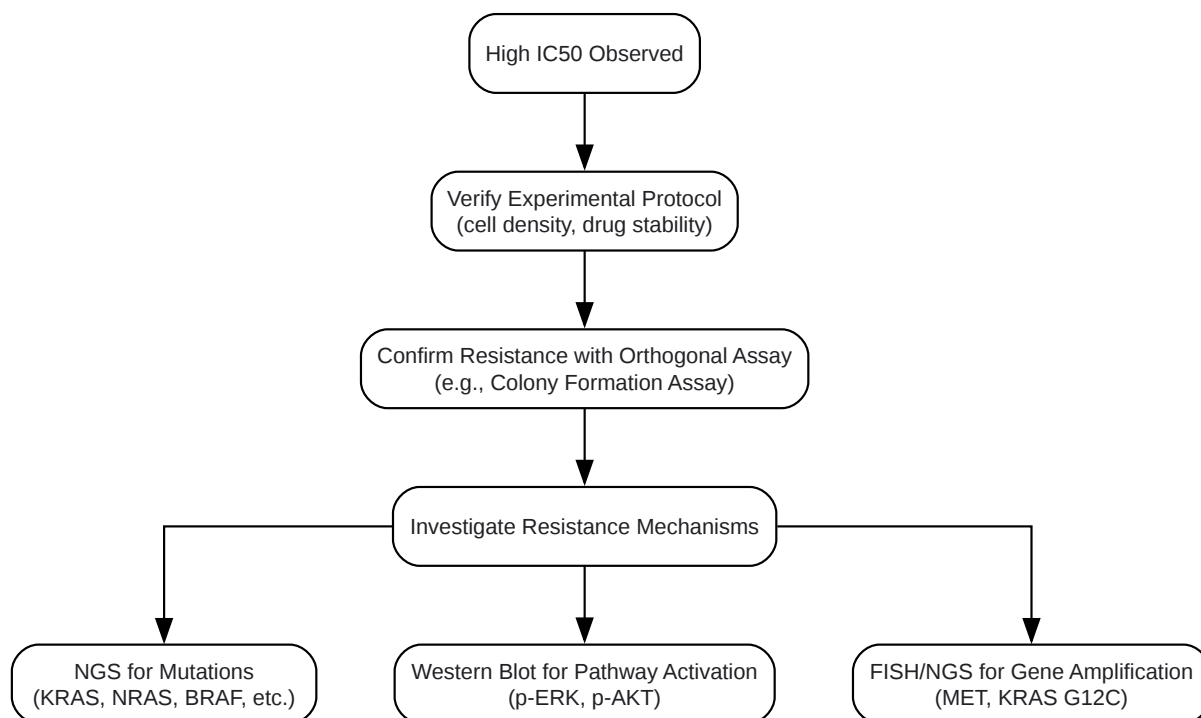 High IC50 Observed
Verify Experimental Protocol
(cell density, drug stability)
Confirm Resistance with Orthogonal Assay
(e.g., Colony Formation Assay)
Investigate Resistance Mechanisms
NGS for Mutations
(KRAS, NRAS, BRAF, etc.)
Western Blot for Pathway Activation
(p-ERK, p-AKT)
FISH/NGS for Gene Amplification
(MET, KRAS G12C)